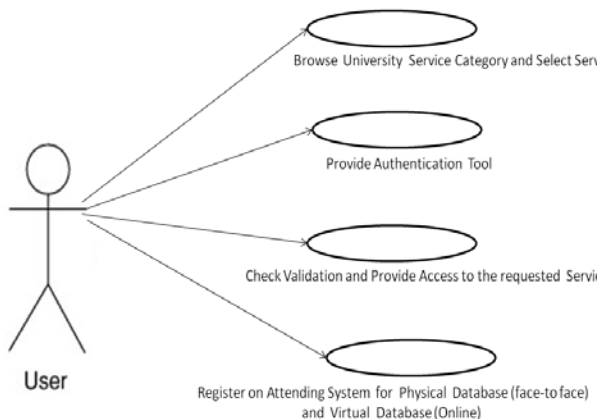 Browse University Service Category and Select Serv
Provide Authentication Tool
Check Validation and Provide Access to the requested Servic
User
Register on Attending System for Physical Database (face-to face)
and Virtual Database (Online)